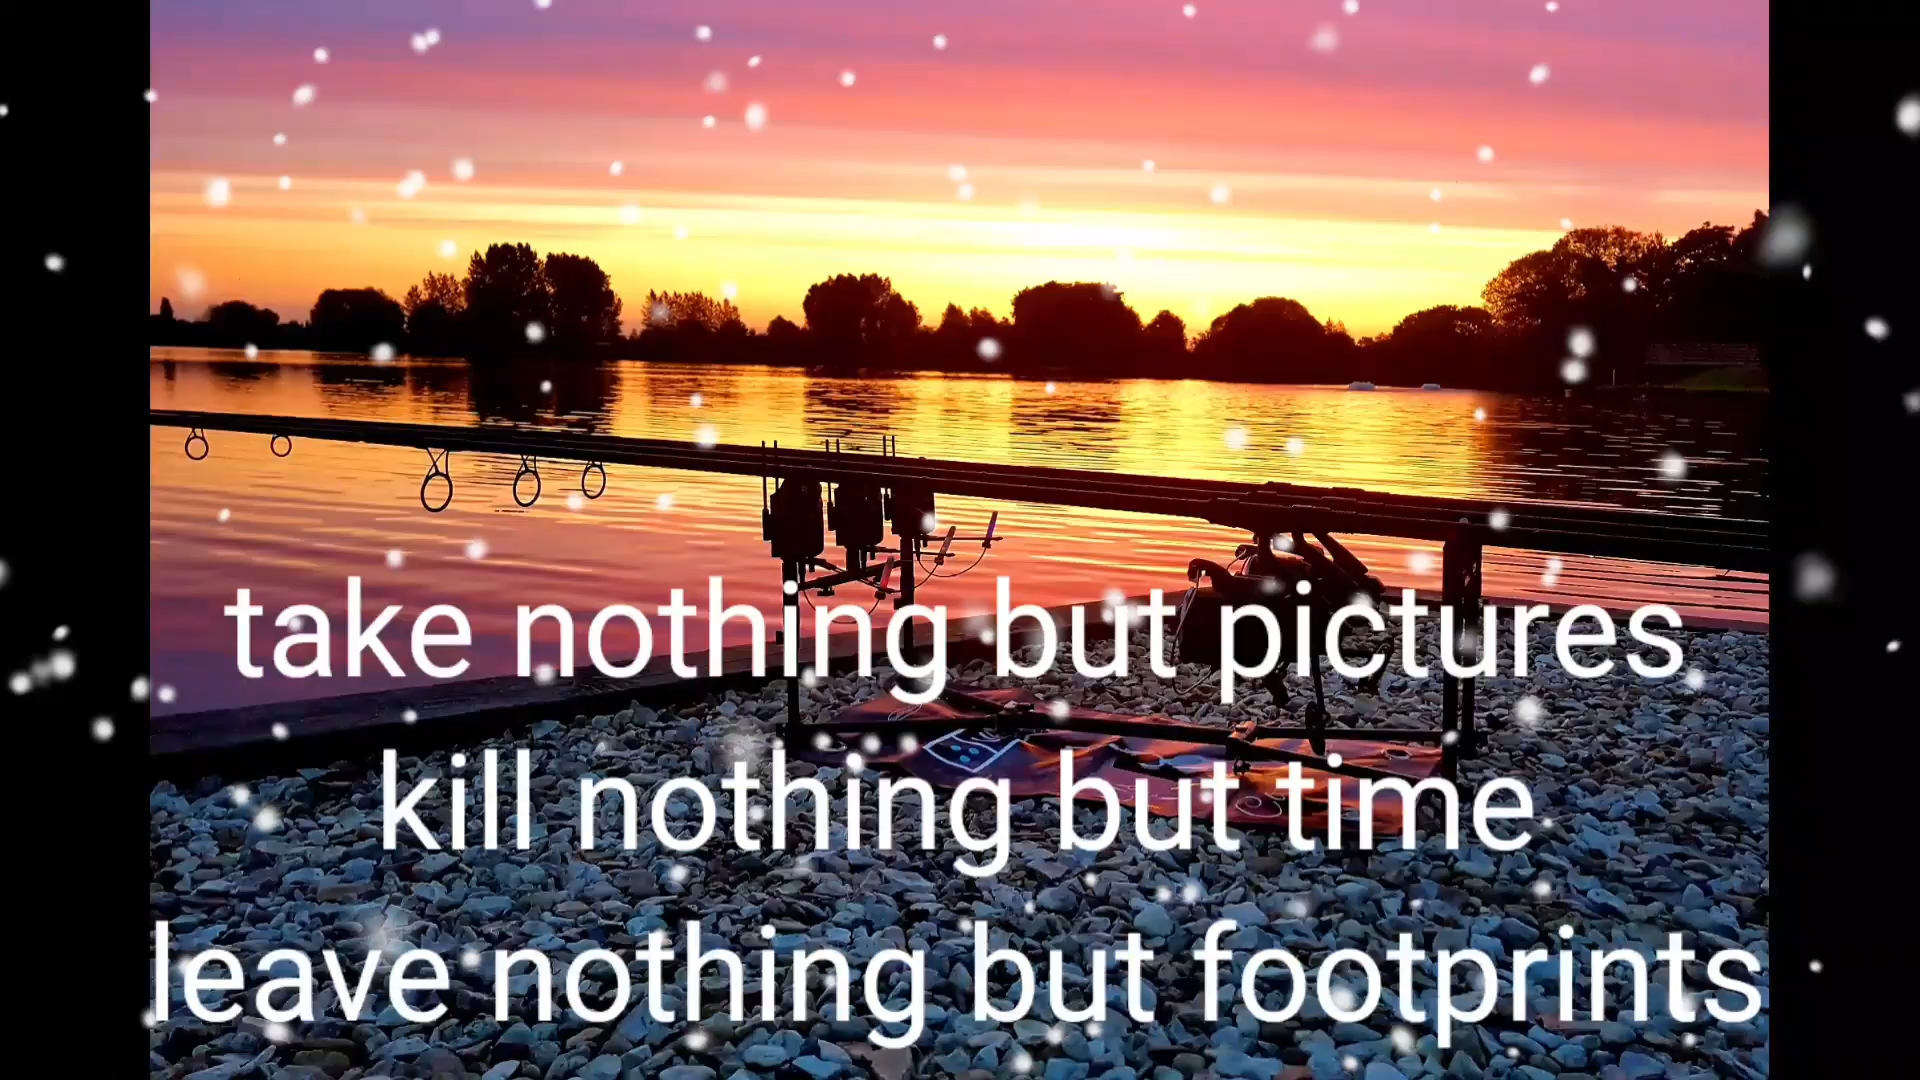 take nothing but pictures
kill nothing but time
leave nothing but footprints